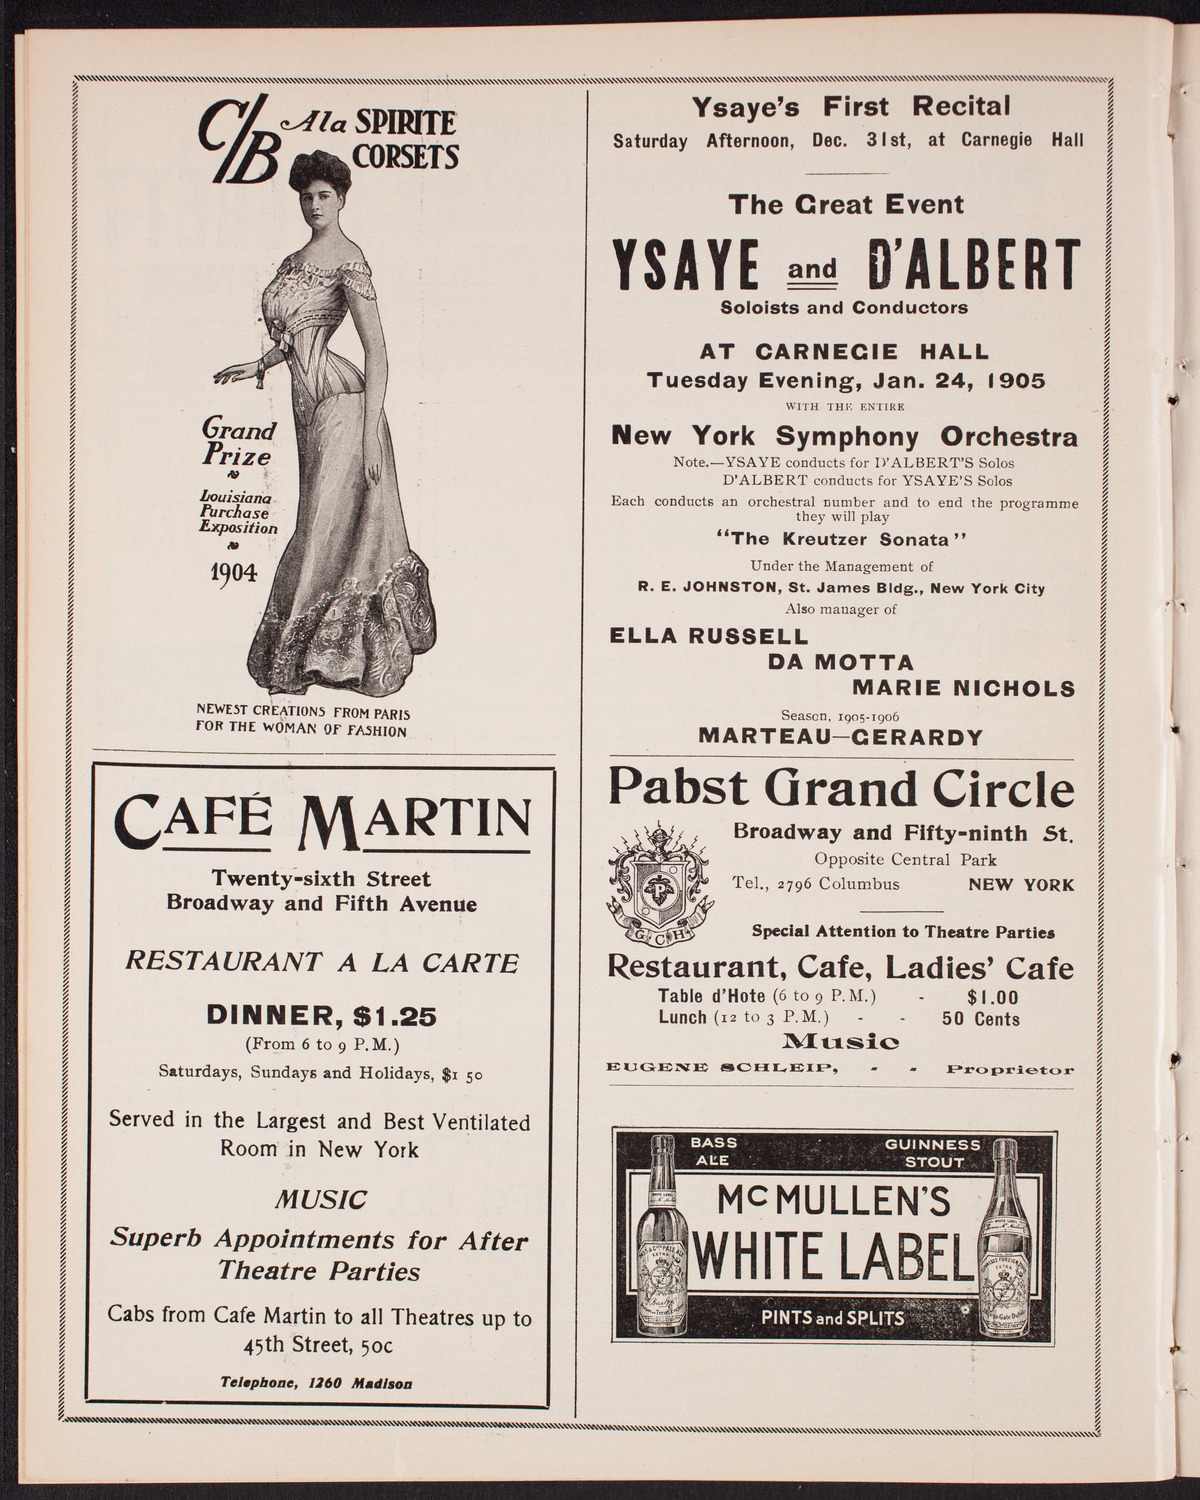 C/B Ala SPIRITE
CORSETS
Grand
Prize
Louisiana
Purchase
Exposition
1904
NEWEST CREATIONS FROM PARIS
FOR THE WOMAN OF FASHION
CAFÉ MARTIN
Twenty-sixth Street
Broadway and Fifth Avenue
RESTAURANT A LA CARTE
DINNER, $1.25
(From 6 to 9 P.M.)
Saturdays, Sundays and Holidays, $1 50
Served in the Largest and Best Ventilated
Room in New York
MUSIC
Superb Appointments for After
Theatre Parties
Cabs from Cafe Martin to all Theatres up to
45th Street, 50c
Telephone, 1260 Madison
Ysaye's First Recital
Saturday Afternoon, Dec. 31st, at Carnegie Hall
The Great Event
YSAYE and D'ALBERT
Soloists and Conductors
AT CARNEGIE HALL
Tuesday Evening, Jan. 24, 1905
WITH THE ENTIRE
New York Symphony Orchestra
Note.—YSAYE conducts for D'ALBERT'S Solos
D'ALBERT conducts for YSAYE'S Solos
Each conducts an orchestral number and to end the programme
they will play
"The Kreutzer Sonata"
Under the Management of
R. E. JOHNSTON, St. James Bldg., New York City
Also manager of
ELLA RUSSELL
DA MOTTA
MARIE NICHOLS
Season, 1905-1906
MARTEAU—GERARDY
Pabst Grand Circle
Broadway and Fifty-ninth St.
Opposite Central Park
Tel., 2796 Columbus NEW YORK
P
G C H
Special Attention to Theatre Parties
Restaurant, Cafe, Ladies' Cafe
Table d'Hote (6 to 9 P.M.) - $1.00
Lunch (12 to 3 P.M.) - - 50 Cents
Music
EUGENE SCHLEIP, - - Proprietor
BASS
ALE
GUINNESS
STOUT
McMULLEN'S
WHITE LABEL
PINTS and SPLITS